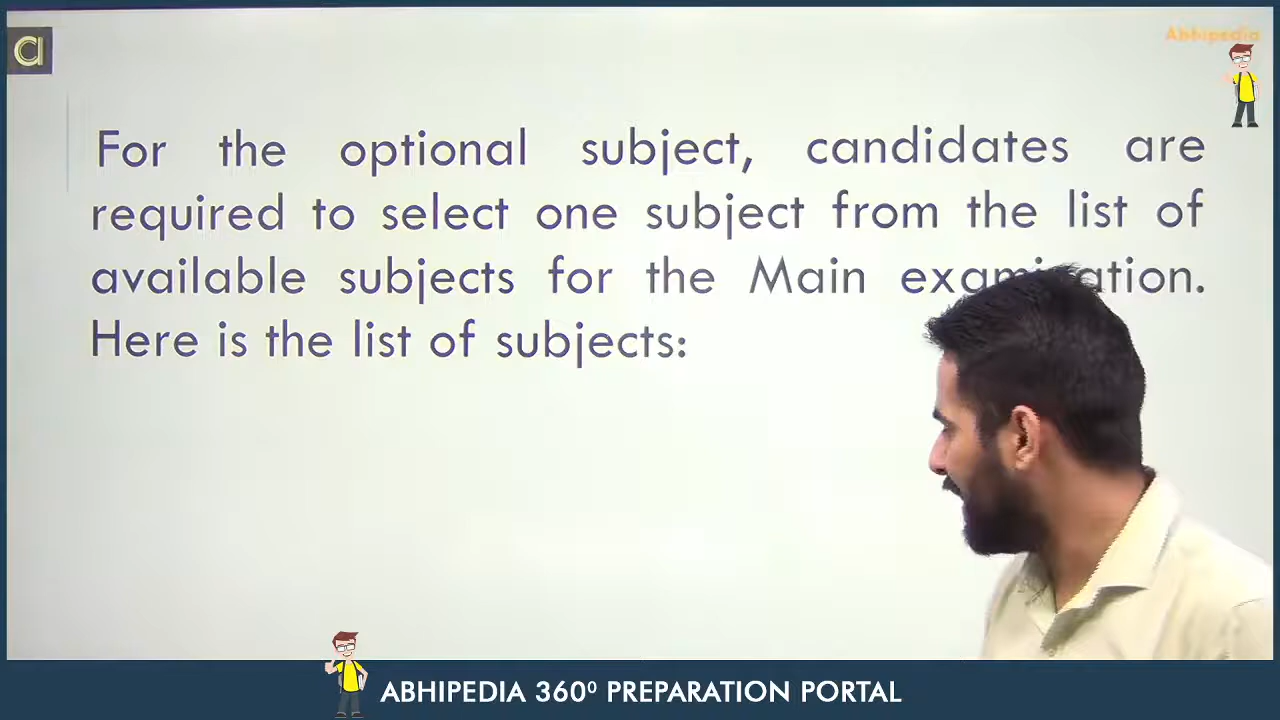 Abhipedia
For the optional subject, candidates are
required to select one subject from the list of
available subjects for the Main examination.
Here is the list of subjects:
ABHIPEDIA 360⁰ PREPARATION PORTAL